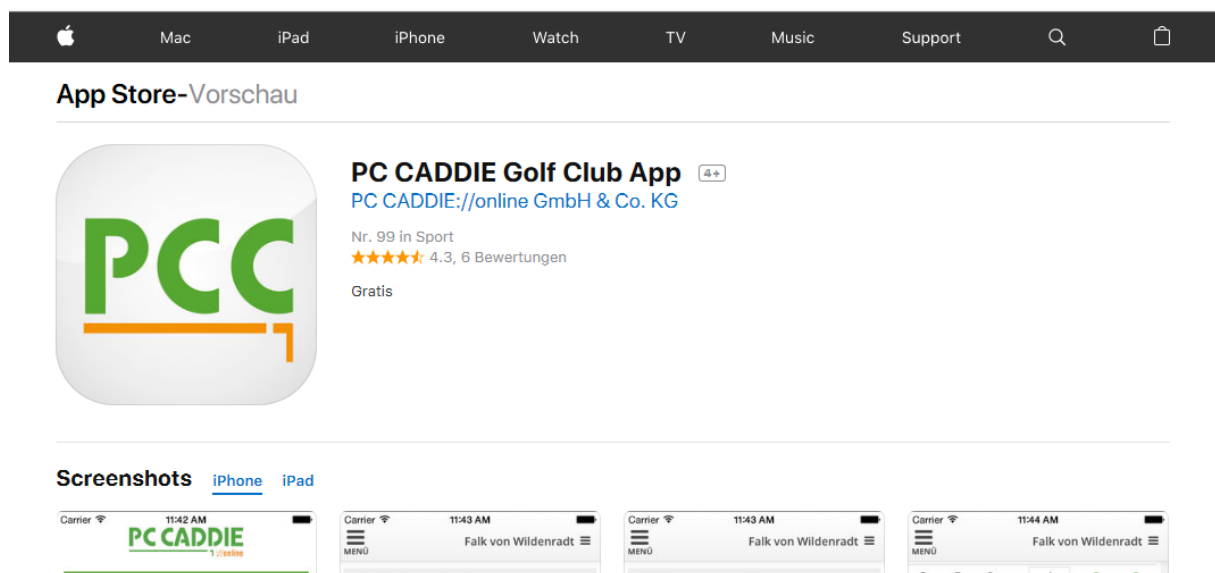 Mac iPad iPhone Watch TV Music Support
App Store-Vorschau
PCC
PC CADDIE Golf Club App 4+
PC CADDIE://online GmbH & Co. KG
Nr. 99 in Sport
4.3, 6 Bewertungen
Gratis
Screenshots iPhone iPad
Carrier 11:42 AM
PC CADDIE
://online
Carrier 11:43 AM
MENÜ Falk von Wildenradt
Carrier 11:43 AM
MENÜ Falk von Wildenradt
Carrier 11:44 AM
MENÜ Falk von Wildenradt